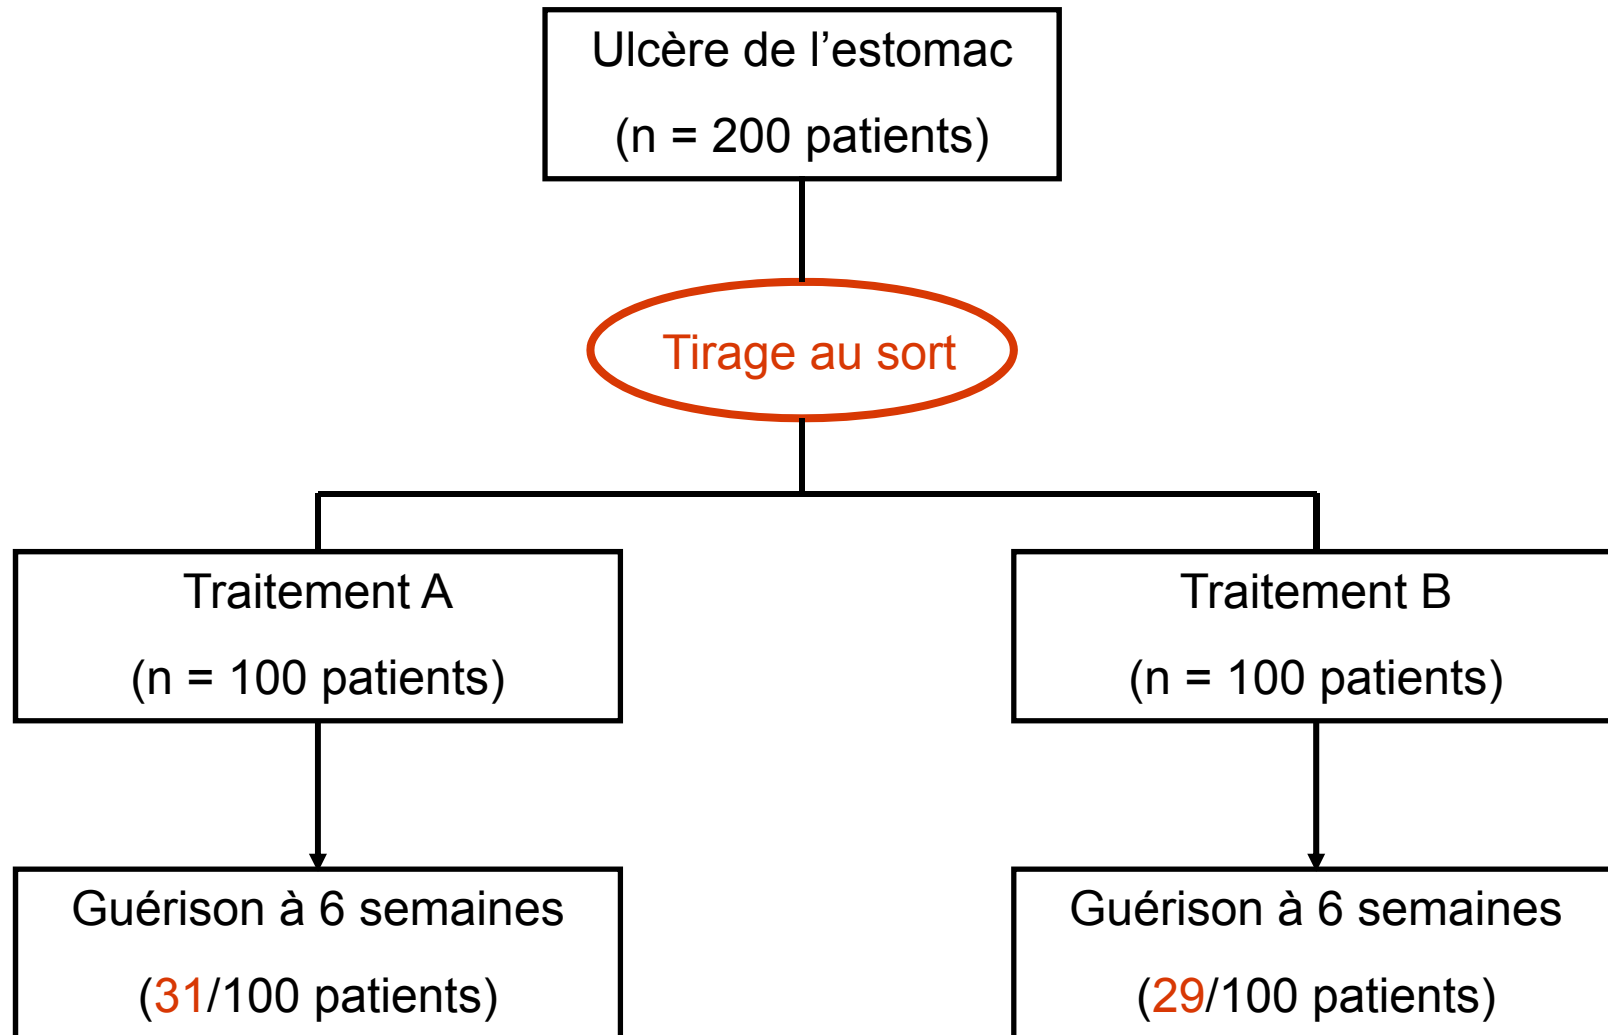 Ulcère de l’estomac
(n = 200 patients)
Tirage au sort
Traitement A
(n = 100 patients)
Traitement B
(n = 100 patients)
Guérison à 6 semaines
(31/100 patients)
Guérison à 6 semaines
(29/100 patients)